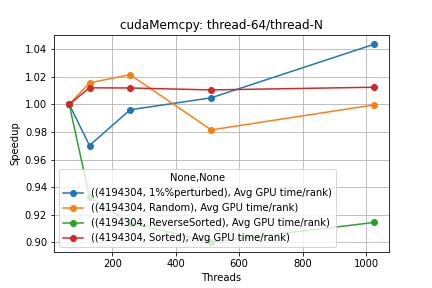 cudaMemcpy: thread-64/thread-N
1.04
1.02
1.00
0.98
0.96
0.94
0.92
0.90
Speedup
None,None
((4194304, 1%%perturbed), Avg GPU time/rank)
((4194304, Random), Avg GPU time/rank)
((4194304, ReverseSorted), Avg GPU time/rank)
((4194304, Sorted), Avg GPU time/rank)
200 400 600 800 1000
Threads